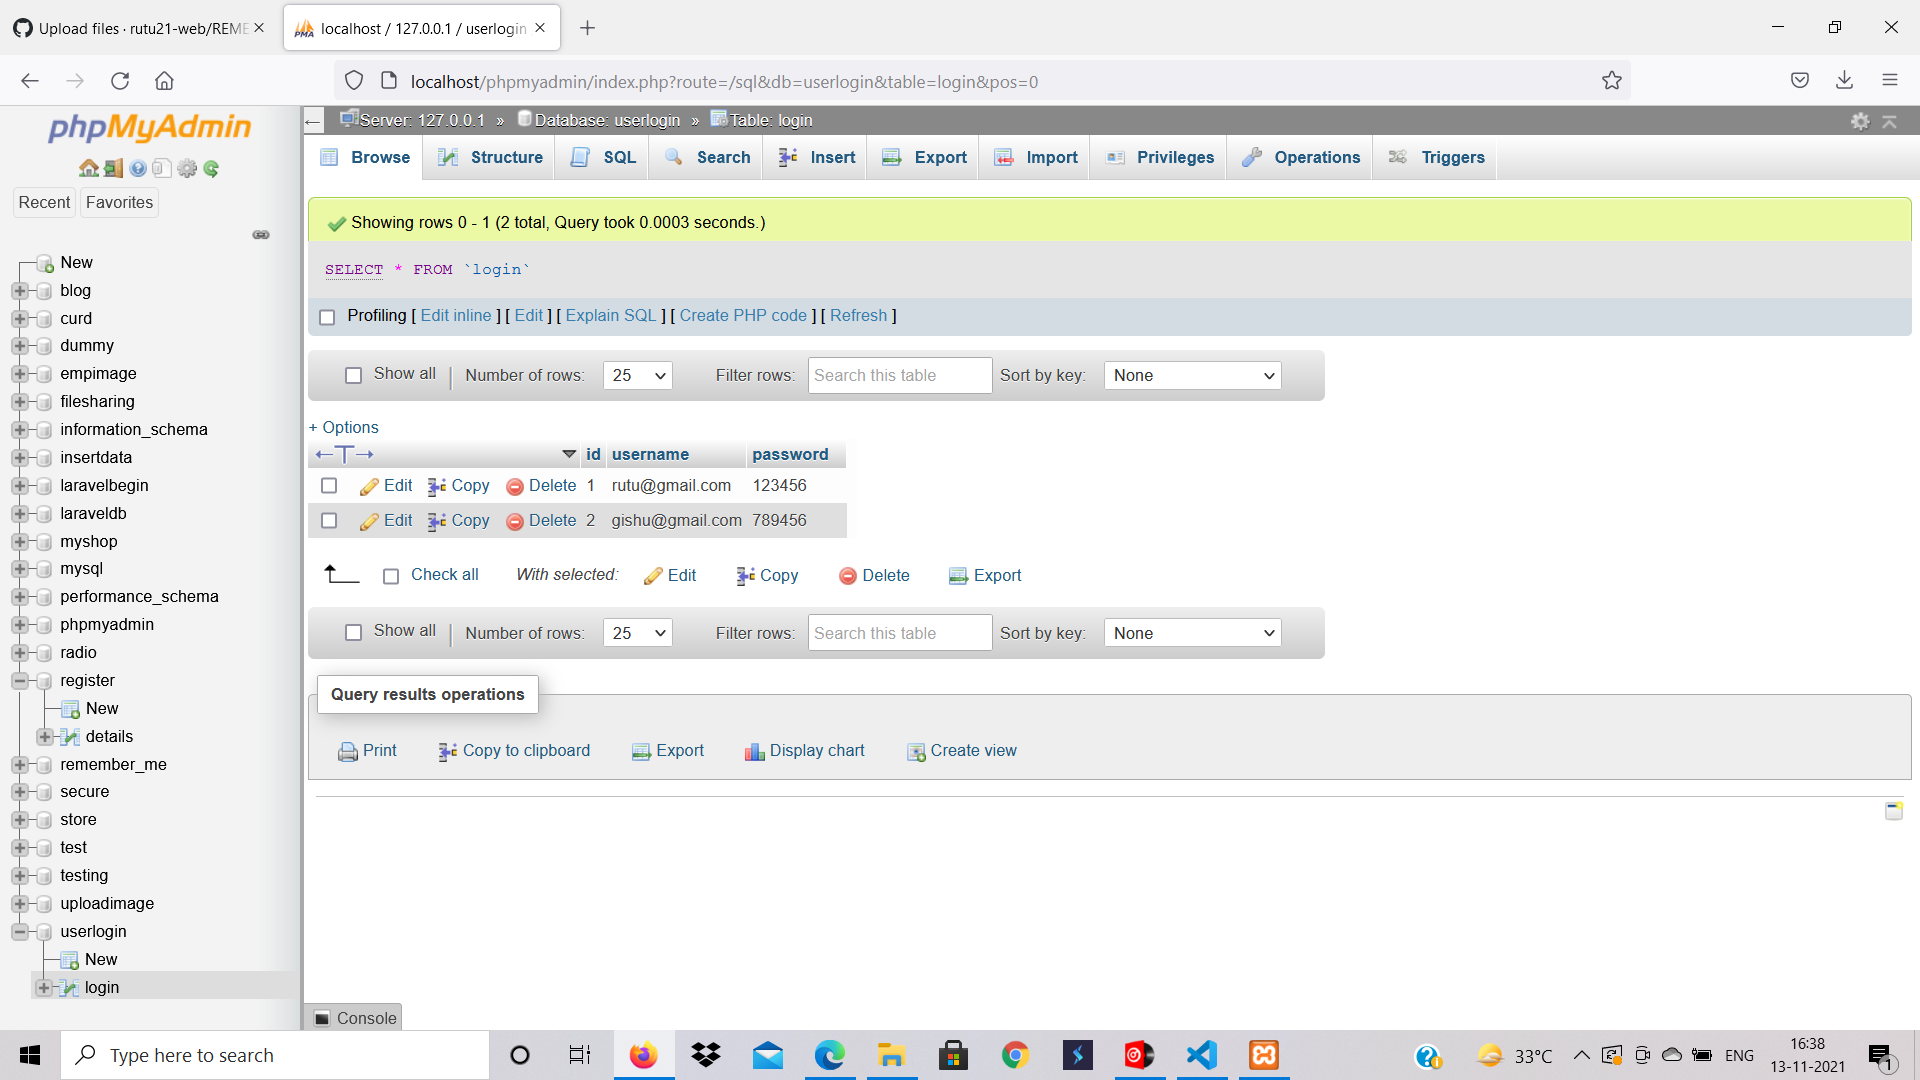 Upload files · rutu21-web/REME
localhost / 127.0.0.1 / userlogin
localhost/phpmyadmin/index.php?route=/sql&db=userlogin&table=login&pos=0
phpMyAdmin
Recent Favorites
New
blog
curd
dummy
empimage
filesharing
information_schema
insertdata
laravelbegin
laraveldb
myshop
mysql
performance_schema
phpmyadmin
radio
register
New
details
remember_me
secure
store
test
testing
uploadimage
userlogin
New
login
Server: 127.0.0.1 » Database: userlogin » Table: login
Browse Structure SQL Search Insert Export Import Privileges Operations Triggers
Showing rows 0 - 1 (2 total, Query took 0.0003 seconds.)
SELECT * FROM `login`
Profiling [ Edit inline ] [ Edit ] [ Explain SQL ] [ Create PHP code ] [ Refresh ]
Show all | Number of rows: 25 Filter rows: Search this table Sort by key: None
+ Options
←T→ id username password
Edit Copy Delete 1 rutu@gmail.com 123456
Edit Copy Delete 2 gishu@gmail.com 789456
Check all With selected: Edit Copy Delete Export
Show all | Number of rows: 25 Filter rows: Search this table Sort by key: None
Query results operations
Print Copy to clipboard Export Display chart Create view
Console
Type here to search
33°C ENG
16:38
13-11-2021
1